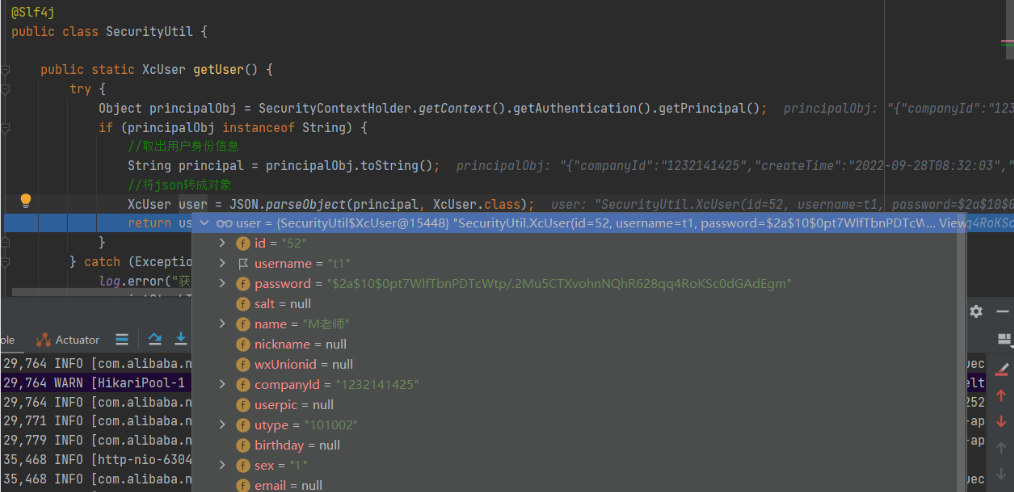 @Slf4j
public class SecurityUtil {
public static XcUser getUser() {
try {
Object principalObj = SecurityContextHolder.getContext().getAuthentication().getPrincipal(); principalObj: "{"companyId":"123
if (principalObj instanceof String) {
//取出用户身份信息
String principal = principalObj.toString(); principalObj: "{"companyId":"1232141425","createTime":"2022-09-28T08:32:03","
//将json转成对象
XcUser user = JSON.parseObject(principal, XcUser.class); user: "SecurityUtil.XcUser(id=52, username=t1, password=$2a$10$0
return us
user = {SecurityUtil$XcUser@15448} "SecurityUtil.XcUser(id=52, username=t1, password=$2a$10$0pt7WlfTbnPDTcW... View
q4RoKSc
}
id = "52"
} catch (Exception
username = "t1"
log.error("获
password = "$2a$10$0pt7WlfTbnPDTcWtp/.2Mu5CTXvohnNQhR628qq4RoKSc0dGAdEgm"
salt = null
name = "M老师"
ole
Actuator
nickname = null
29,764 INFO [com.alibaba.n
wxUnionid = null
29,764 WARN [HikariPool-1
companyId = "1232141425"
elt
29,764 INFO [com.alibaba.n
userpic = null
252
29,771 INFO [com.alibaba.n
utype = "101002"
-ap
29,779 INFO [com.alibaba.n
birthday = null
-ap
35,468 INFO [http-nio-6304
sex = "1"
35,468 INFO [com.alibaba.n
email = null
uec